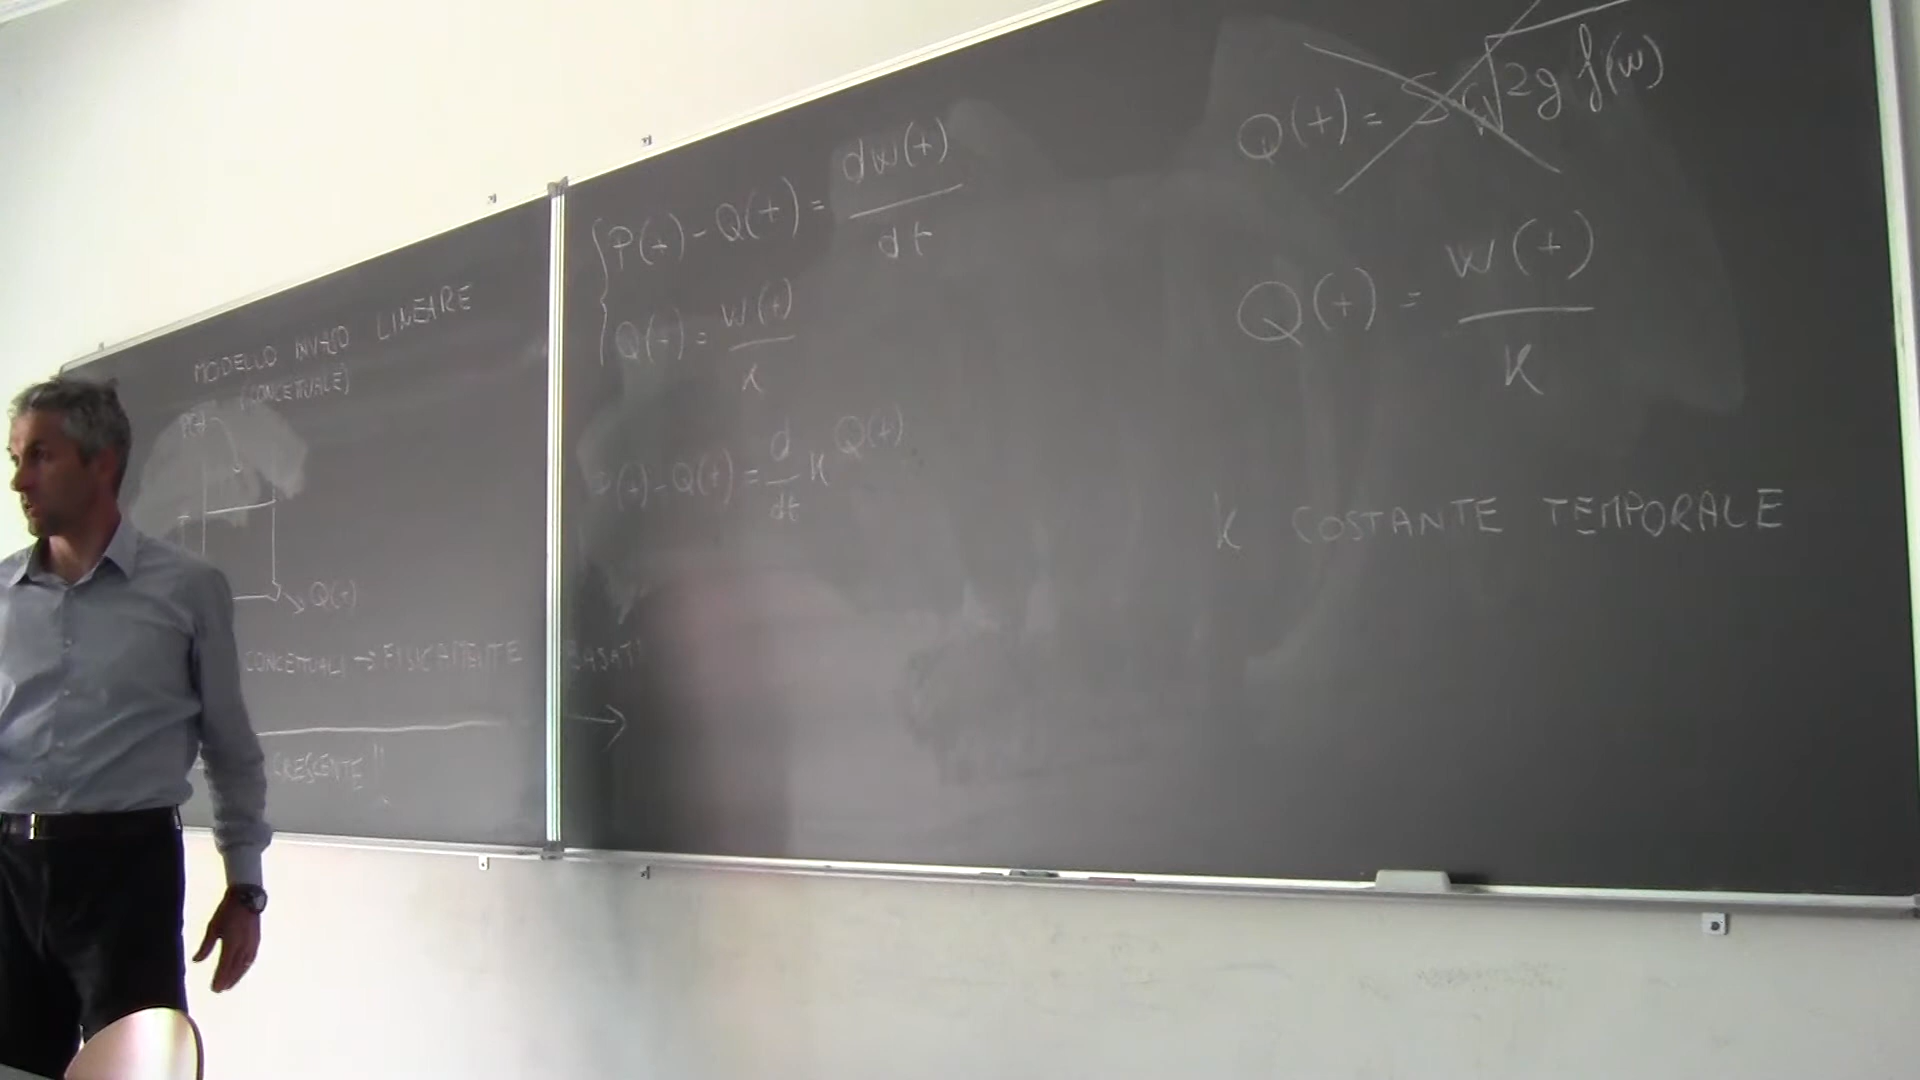 MODELLO INVASO LINEARE
(CONCETTUALE)
P(t)
Q(t)
CONCETTUALI → FISICAMENTE BASATI
CRESCENTE!!
P(t) - Q(t) = dW(t) / dt
Q(t) = W(t) / K
P(t) - Q(t) = d/dt K Q(t)
Q(t) = √2g f(W)
Q(t) = W(t) / K
K COSTANTE TEMPORALE